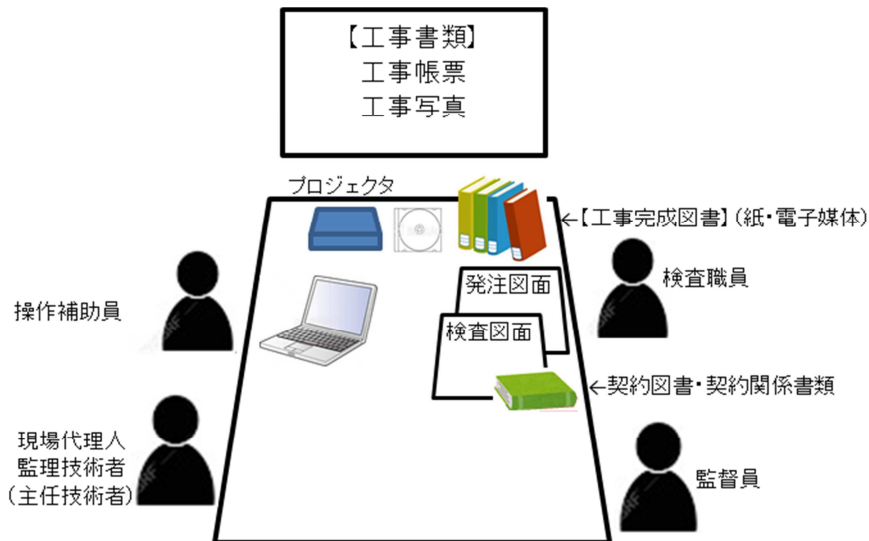 【工事書類】
工事帳票
工事写真
プロジェクタ
←【工事完成図書】(紙・電子媒体)
発注図面
検査職員
操作補助員
検査図面
←契約図書・契約関係書類
現場代理人
監理技術者
(主任技術者)
監督員